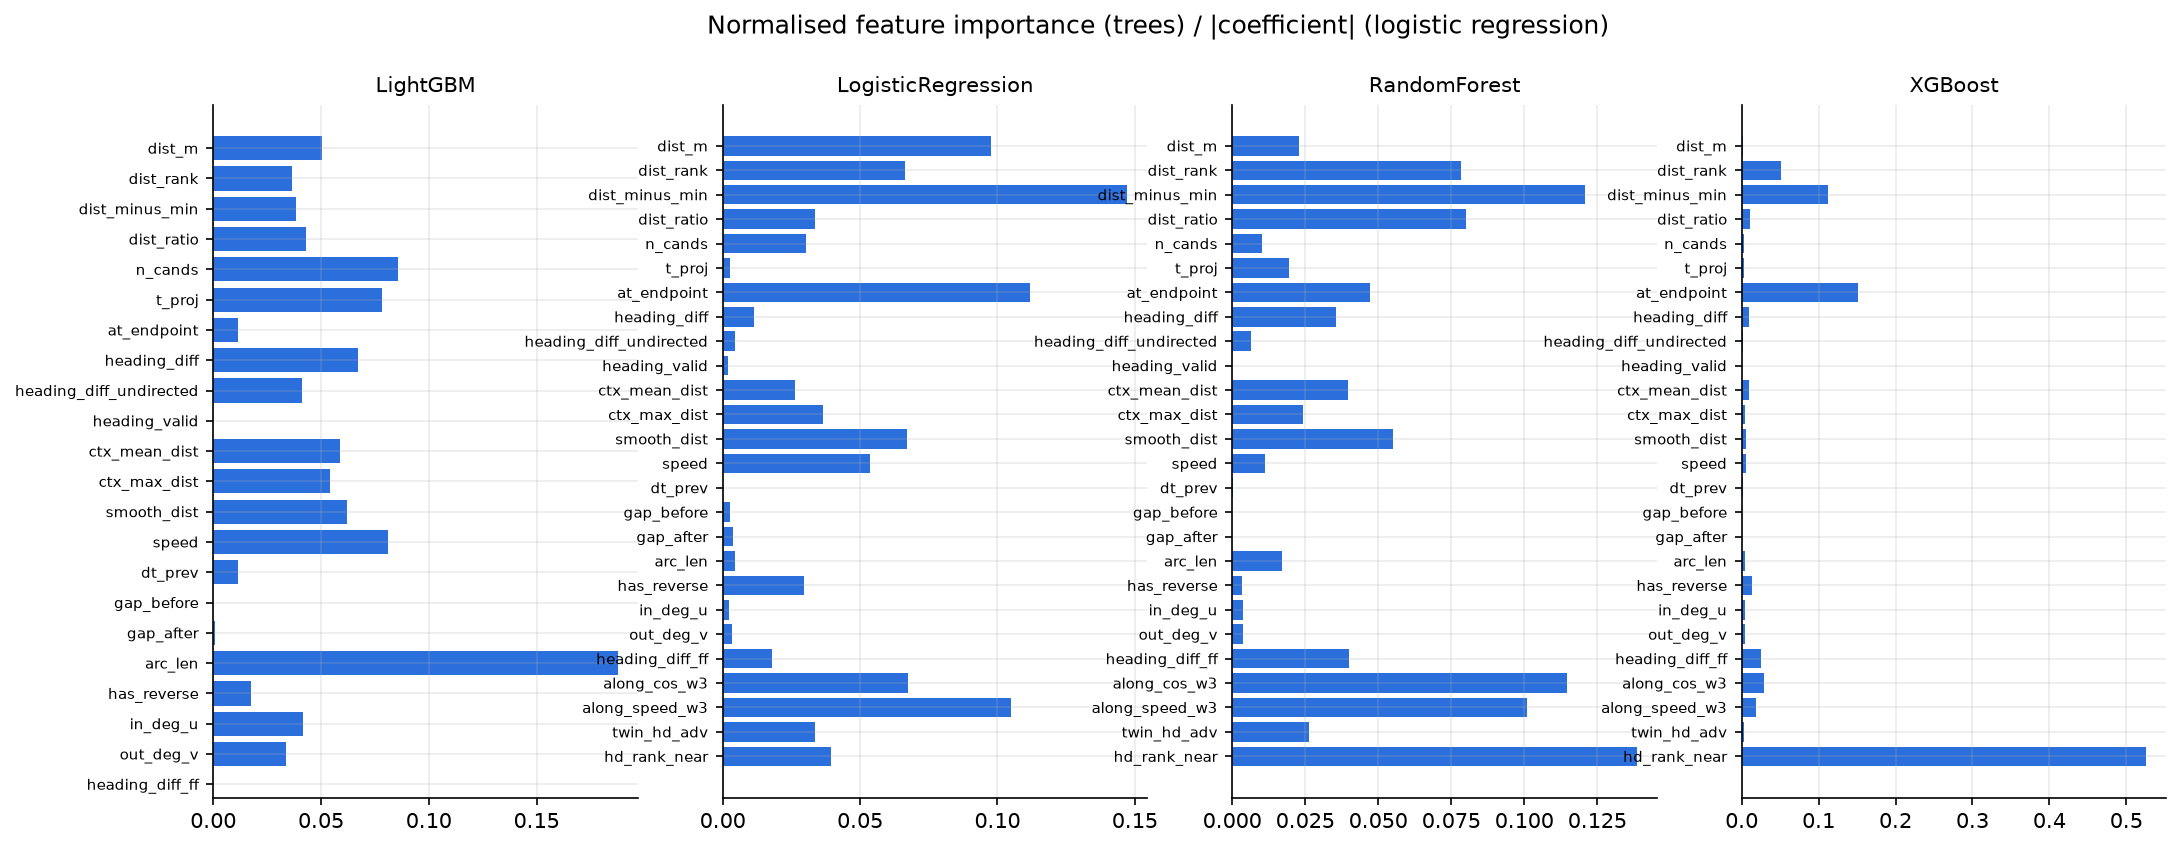 Normalised feature importance (trees) / |coefficient| (logistic regression)
LightGBM
dist_m
dist_rank
dist_minus_min
dist_ratio
n_cands
t_proj
at_endpoint
heading_diff
heading_diff_undirected
heading_valid
ctx_mean_dist
ctx_max_dist
smooth_dist
speed
dt_prev
gap_before
gap_after
arc_len
has_reverse
in_deg_u
out_deg_v
heading_diff_ff
0.00 0.05 0.10 0.15
LogisticRegression
dist_m
dist_rank
dist_minus_min
dist_ratio
n_cands
t_proj
at_endpoint
heading_diff
heading_diff_undirected
heading_valid
ctx_mean_dist
ctx_max_dist
smooth_dist
speed
dt_prev
gap_before
gap_after
arc_len
has_reverse
in_deg_u
out_deg_v
heading_diff_ff
along_cos_w3
along_speed_w3
twin_hd_adv
hd_rank_near
0.00 0.05 0.10 0.15
RandomForest
dist_m
dist_rank
dist_minus_min
dist_ratio
n_cands
t_proj
at_endpoint
heading_diff
heading_diff_undirected
heading_valid
ctx_mean_dist
ctx_max_dist
smooth_dist
speed
dt_prev
gap_before
gap_after
arc_len
has_reverse
in_deg_u
out_deg_v
heading_diff_ff
along_cos_w3
along_speed_w3
twin_hd_adv
hd_rank_near
0.000 0.025 0.050 0.075 0.100 0.125
XGBoost
dist_m
dist_rank
dist_minus_min
dist_ratio
n_cands
t_proj
at_endpoint
heading_diff
heading_diff_undirected
heading_valid
ctx_mean_dist
ctx_max_dist
smooth_dist
speed
dt_prev
gap_before
gap_after
arc_len
has_reverse
in_deg_u
out_deg_v
heading_diff_ff
along_cos_w3
along_speed_w3
twin_hd_adv
hd_rank_near
0.0 0.1 0.2 0.3 0.4 0.5